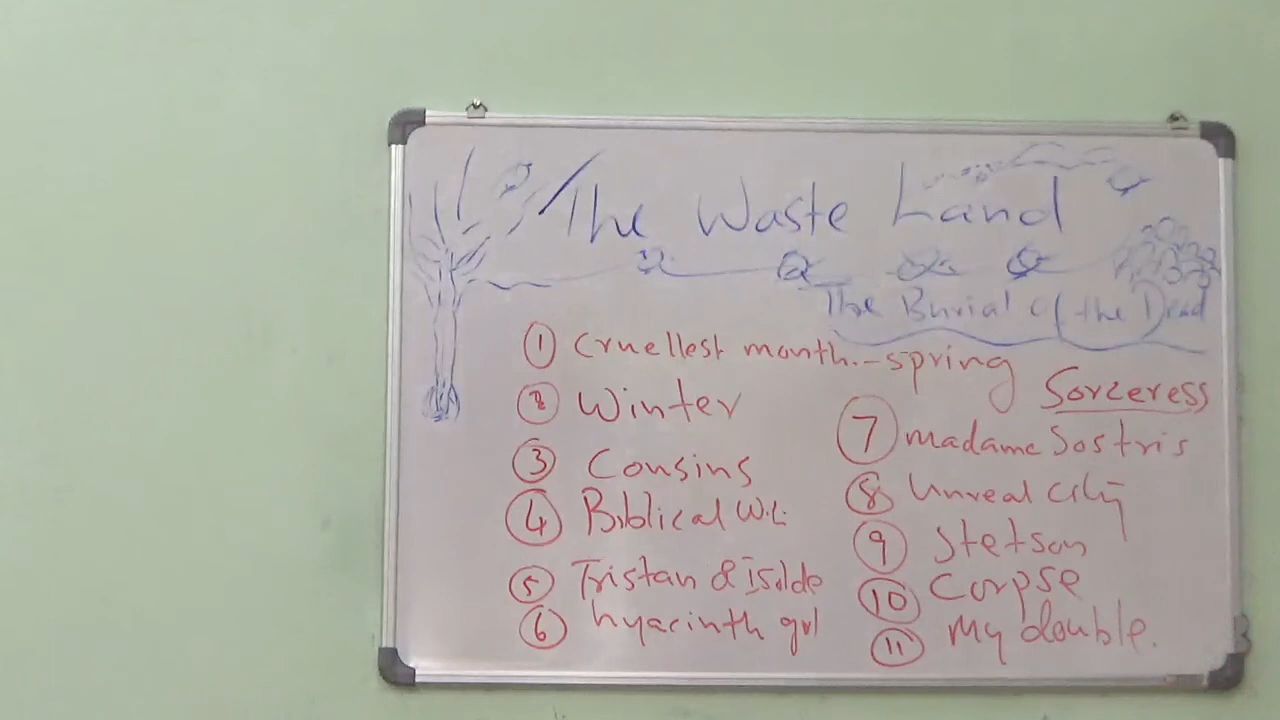 The Waste Land
The Burial of the Dead
① Cruellest month.-spring
② Winter
③ Cousins
④ Biblical
⑤ Tristan & Isolde
⑥ hyacinth girl
Sorceress
⑦ madame Sostris
⑧ Unreal City
⑨ Stetson
⑩ Corpse
⑪ My double.